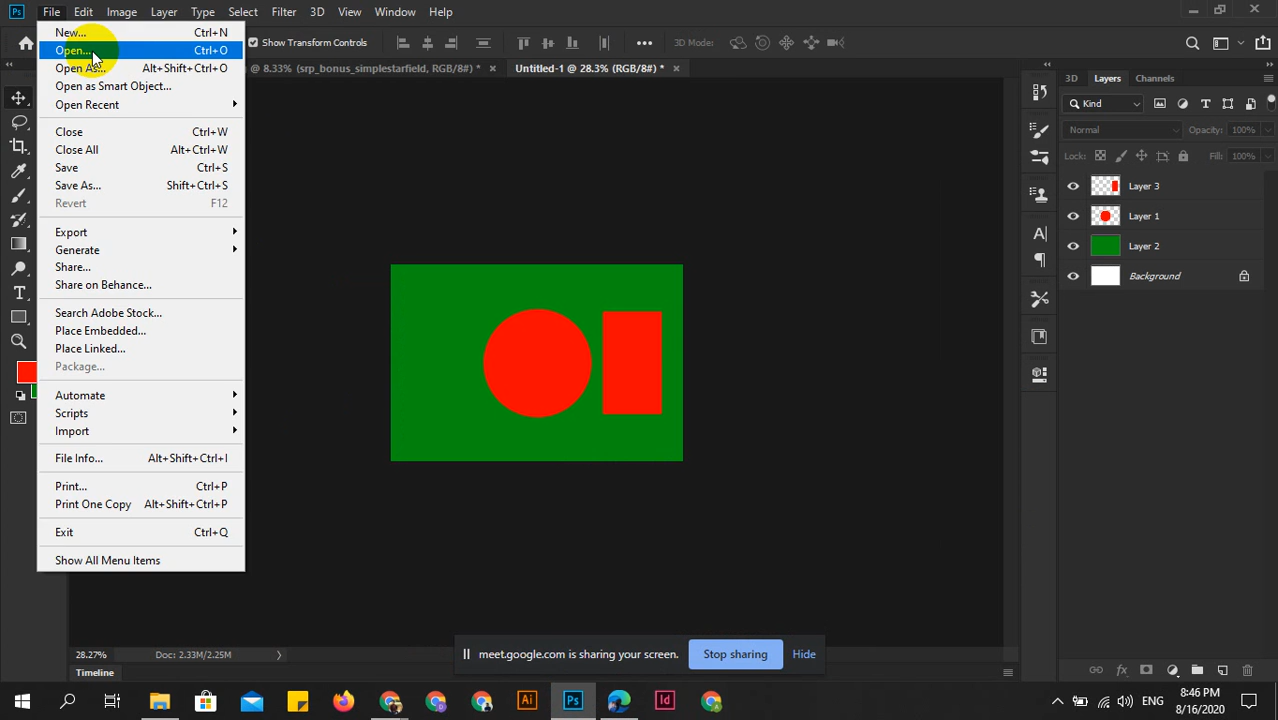 Ps File Edit Image Layer Type Select Filter 3D View Window Help
Show Transform Controls 3D Mode:
@ 8.33% (srp_bonus_simplestarfield, RGB/8#) * Untitled-1 @ 28.3% (RGB/8#) *
New... Ctrl+N
Open... Ctrl+O
Open As... Alt+Shift+Ctrl+O
Open as Smart Object...
Open Recent
Close Ctrl+W
Close All Alt+Ctrl+W
Save Ctrl+S
Save As... Shift+Ctrl+S
Revert F12
Export
Generate
Share...
Share on Behance...
Search Adobe Stock...
Place Embedded...
Place Linked...
Package...
Automate
Scripts
Import
File Info... Alt+Shift+Ctrl+I
Print... Ctrl+P
Print One Copy Alt+Shift+Ctrl+P
Exit Ctrl+Q
Show All Menu Items
3D Layers Channels
Kind
Normal Opacity: 100%
Lock: Fill: 100%
Layer 3
Layer 1
Layer 2
Background
28.27% Doc: 2.33M/2.25M
Timeline
meet.google.com is sharing your screen. Stop sharing Hide
Ai Ps Id
ENG
8:46 PM
8/16/2020